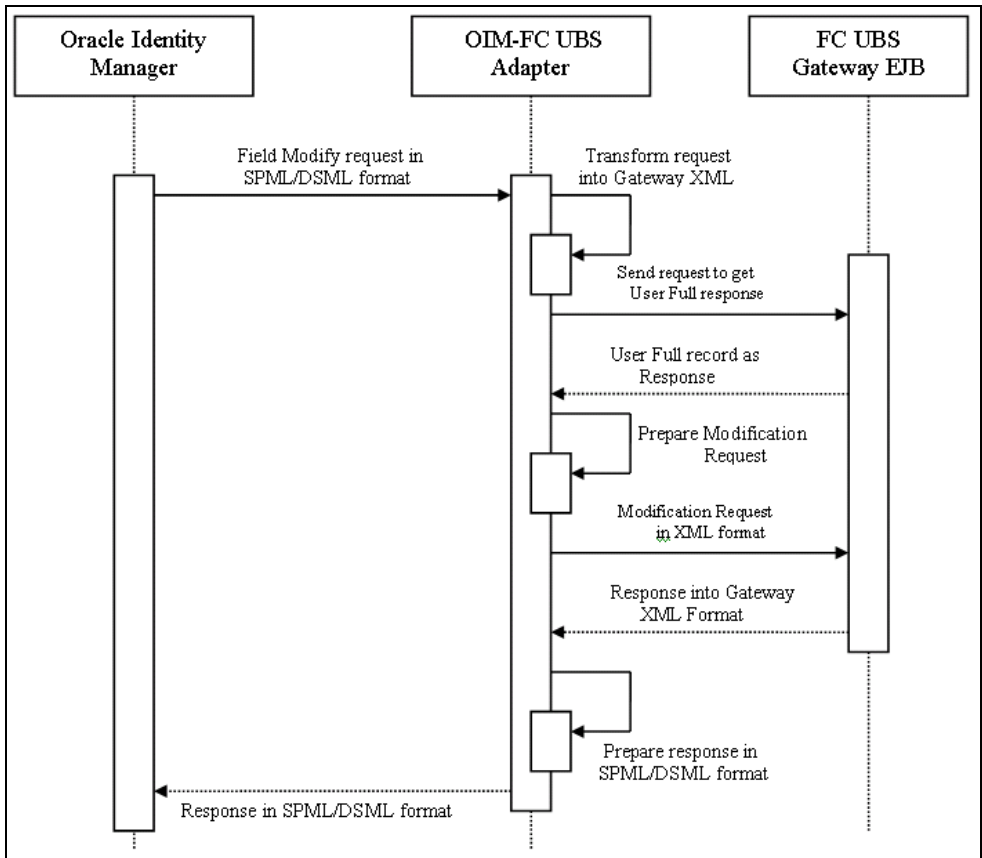 Oracle Identity
Manager
OIM-FC UBS
Adapter
FC UBS
Gateway EJB
Field Modify request in
SPML/DSML format
Transform request
into Gateway XML
Send request to get
User Full response
User Full record as
Response
Prepare Modification
Request
Modification Request
in XML format
Response into Gateway
XML Format
Prepare response in
SPML/DSML format
Response in SPML/DSML format